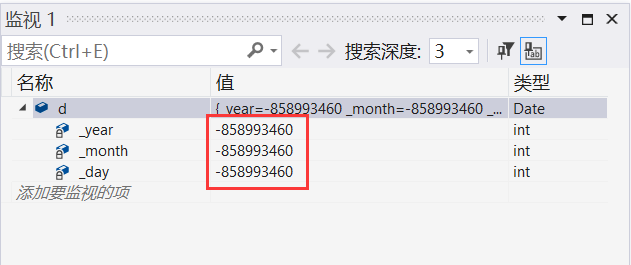 监视 1
搜索(Ctrl+E) 搜索深度: 3
名称 值 类型
d { year=-858993460 _month=-858993460 _... Date
_year -858993460 int
_month -858993460 int
_day -858993460 int
添加要监视的项